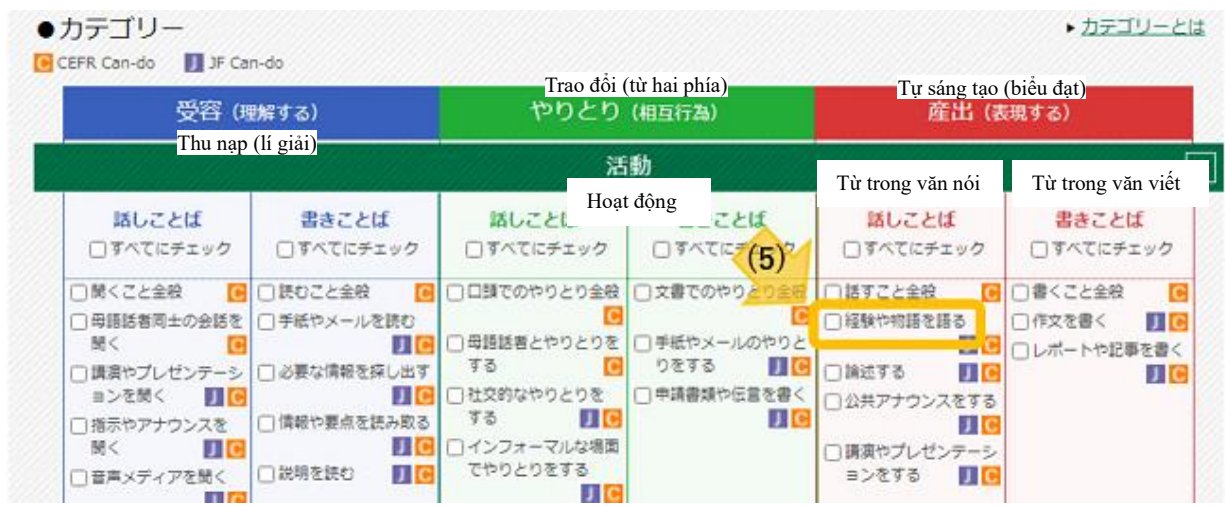 ●カテゴリー
▸ カテゴリーとは
C CEFR Can-do J JF Can-do
Trao đổi (từ hai phía)
Tự sáng tạo (biểu đạt)
受容（理解する）
やりとり（相互行為）
産出（表現する）
Thu nạp (lí giải)
活動
Hoạt động
Từ trong văn nói
Từ trong văn viết
話しことば
すべてにチェック
聞くこと全般 C
母語話者同士の会話を
聞く C
講演やプレゼンテーシ
ョンを聞く J C
指示やアナウンスを
聞く J C
音声メディアを聞く
J C
書きことば
すべてにチェック
読むこと全般 C
手紙やメールを読む
J C
必要な情報を探し出す
J C
情報や要点を読み取る
J C
説明を読む J C
話しことば
すべてにチェック
口頭でのやりとり全般
C
母語話者とやりとりを
する C
社交的なやりとりを
する J C
インフォーマルな場面
でやりとりをする
J C
ことば
すべてにチェック
(5)
文書でのやりとり全般
C
手紙やメールのやりと
りをする J C
申請書類や伝言を書く
J C
話しことば
すべてにチェック
話すこと全般 C
経験や物語を語る
J C
論述する J C
公共アナウンスをする
J C
講演やプレゼンテーシ
ョンをする J C
書きことば
すべてにチェック
書くこと全般 C
作文を書く J C
レポートや記事を書く
J C